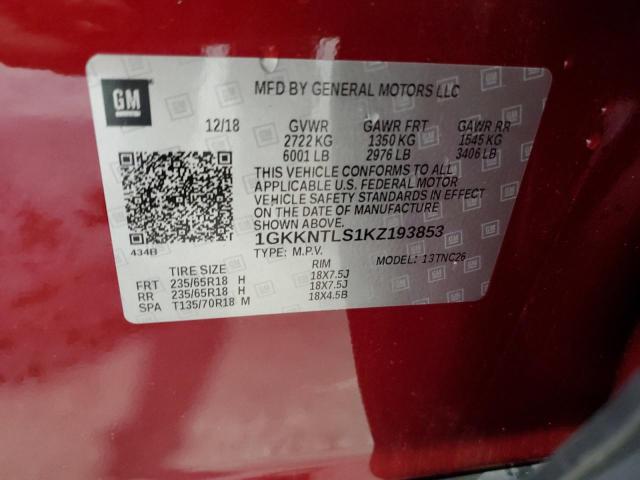 GM
MFD BY GENERAL MOTORS LLC
12/18 GVWR GAWR FRT GAWR RR
2722 KG 1350 KG 1545 KG
6001 LB 2976 LB 3406 LB
THIS VEHICLE CONFORMS TO ALL
APPLICABLE U.S. FEDERAL MOTOR
VEHICLE SAFETY STANDARDS IN EFFECT
ON THE DATE OF MANUFACTURE
SHOWN ABOVE.
1GKKNTLS1KZ193853
TYPE: M.P.V. MODEL: 13TNC26
434B
TIRE SIZE RIM
FRT 235/65R18 H 18X7.5J
RR 235/65R18 H 18X7.5J
SPA T135/70R18 M 18X4.5B